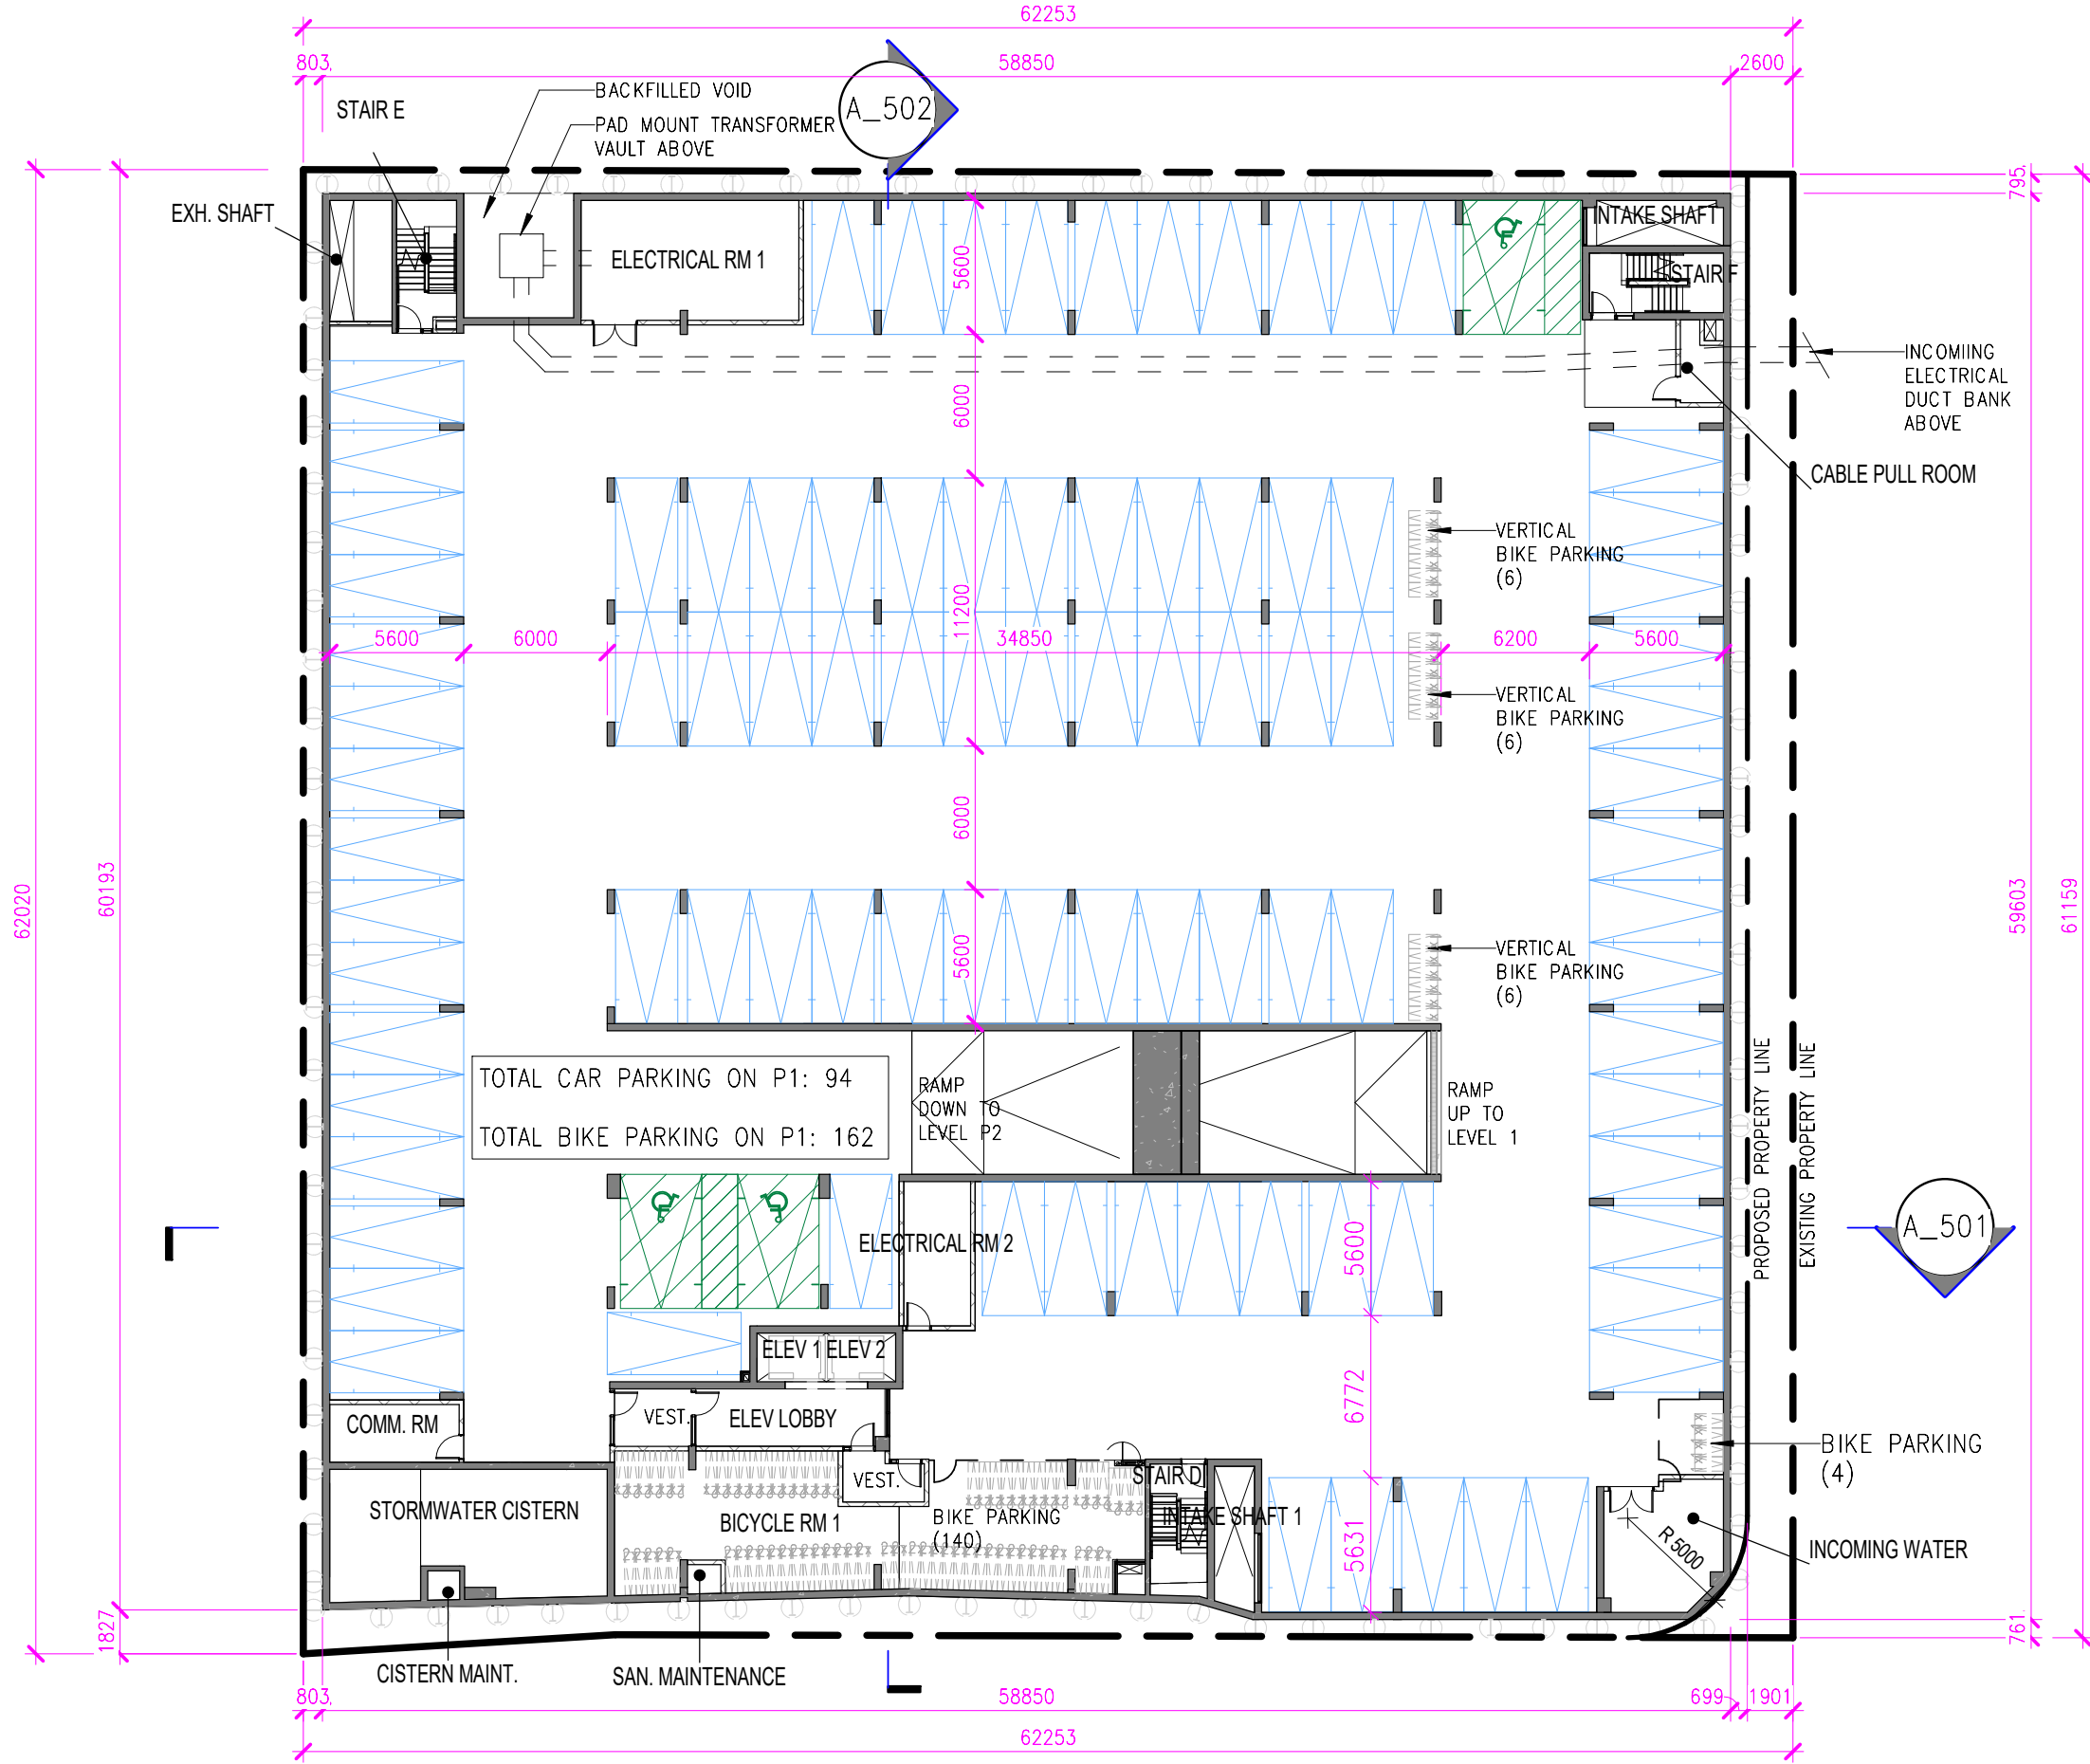 62253
803
58850
2600
BACKFILLED VOID
STAIR E
PAD MOUNT TRANSFORMER
VAULT ABOVE
A_502
795
EXH. SHAFT
ELECTRICAL RM 1
5600
INTAKE SHAFT
STAIR F
INCOMIING
ELECTRICAL
DUCT BANK
ABOVE
6000
CABLE PULL ROOM
VERTICAL
BIKE PARKING
(6)
11200
5600
6000
34850
6200
5600
VERTICAL
BIKE PARKING
(6)
6000
62020
60193
59603
61159
5600
VERTICAL
BIKE PARKING
(6)
TOTAL CAR PARKING ON P1: 94
TOTAL BIKE PARKING ON P1: 162
RAMP
DOWN TO
LEVEL P2
RAMP
UP TO
LEVEL 1
PROPOSED PROPERTY LINE
EXISTING PROPERTY LINE
ELECTRICAL RM 2
5600
A_501
ELEV 1
ELEV 2
6772
COMM. RM
VEST.
ELEV LOBBY
BIKE PARKING
(4)
VEST.
STAIR D
STORMWATER CISTERN
BICYCLE RM 1
BIKE PARKING
(140)
INTAKE SHAFT 1
5631
R5000
INCOMING WATER
1827
761
CISTERN MAINT.
SAN. MAINTENANCE
803
58850
699
1901
62253